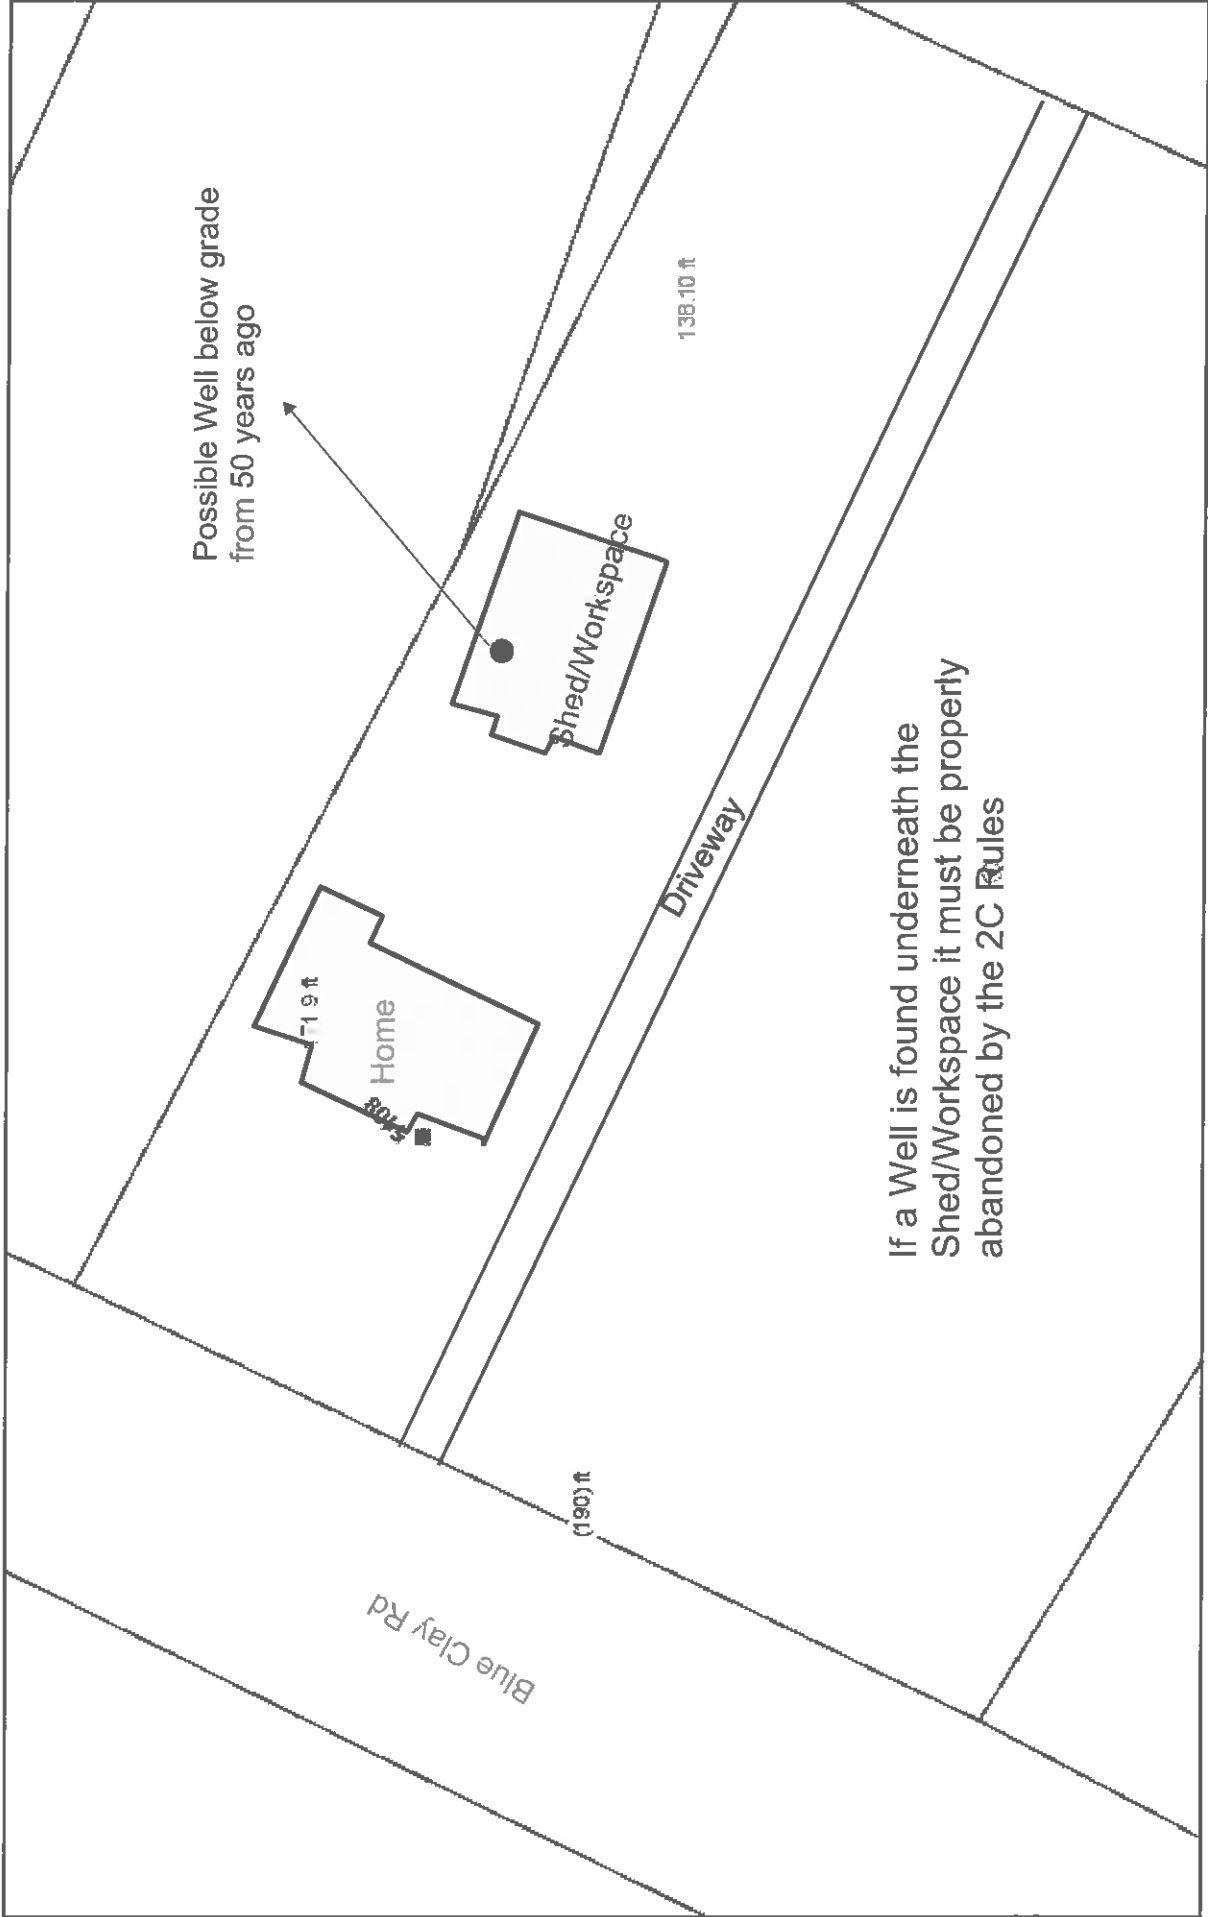 Possible Well below grade
from 50 years ago
138.10 ft
Shed/Workspace
Driveway
Home
If a Well is found underneath the
Shed/Workspace it must be properly
abandoned by the 2C Rules
(190) ft
Blue Clay Rd